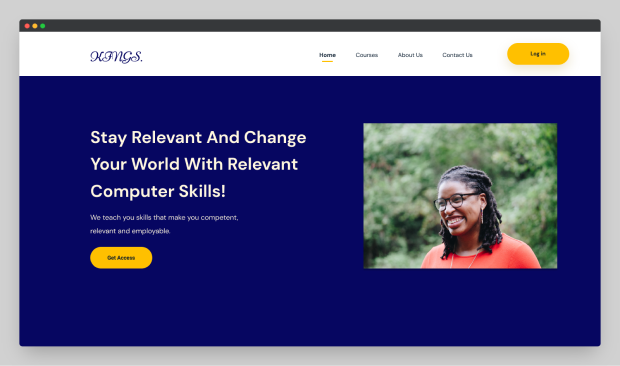 Home Courses About Us Contact Us Log in
Stay Relevant And Change
Your World With Relevant
Computer Skills!
We teach you skills that make you competent,
relevant and employable.
Get Access